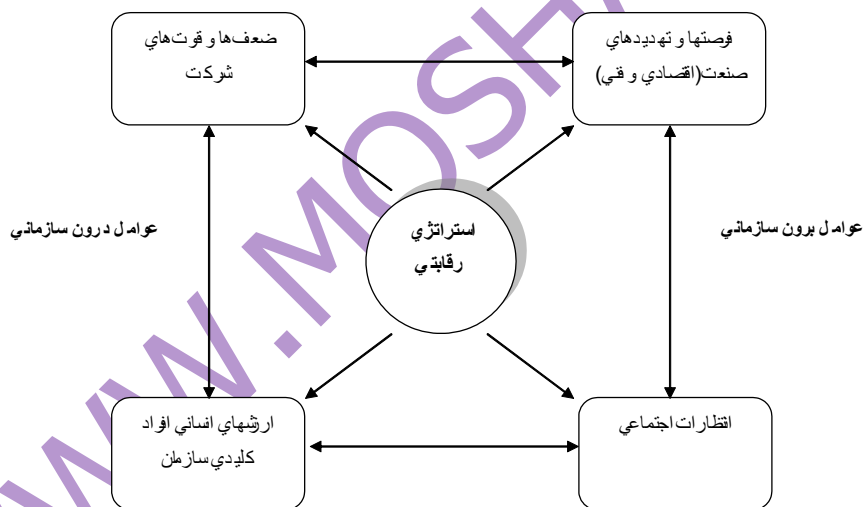 فرصتها و تهديدهاي
صنعت(اقتصادي و فني)
ضعف‌ها و قوت‌هاي
شركت
عوامل برون سازماني
استراتژي
رقابتي
عوامل درون سازماني
انتظارات اجتماعي
ارزشهاي انساني افراد
كليدي سازمان
WWW.MOSHA